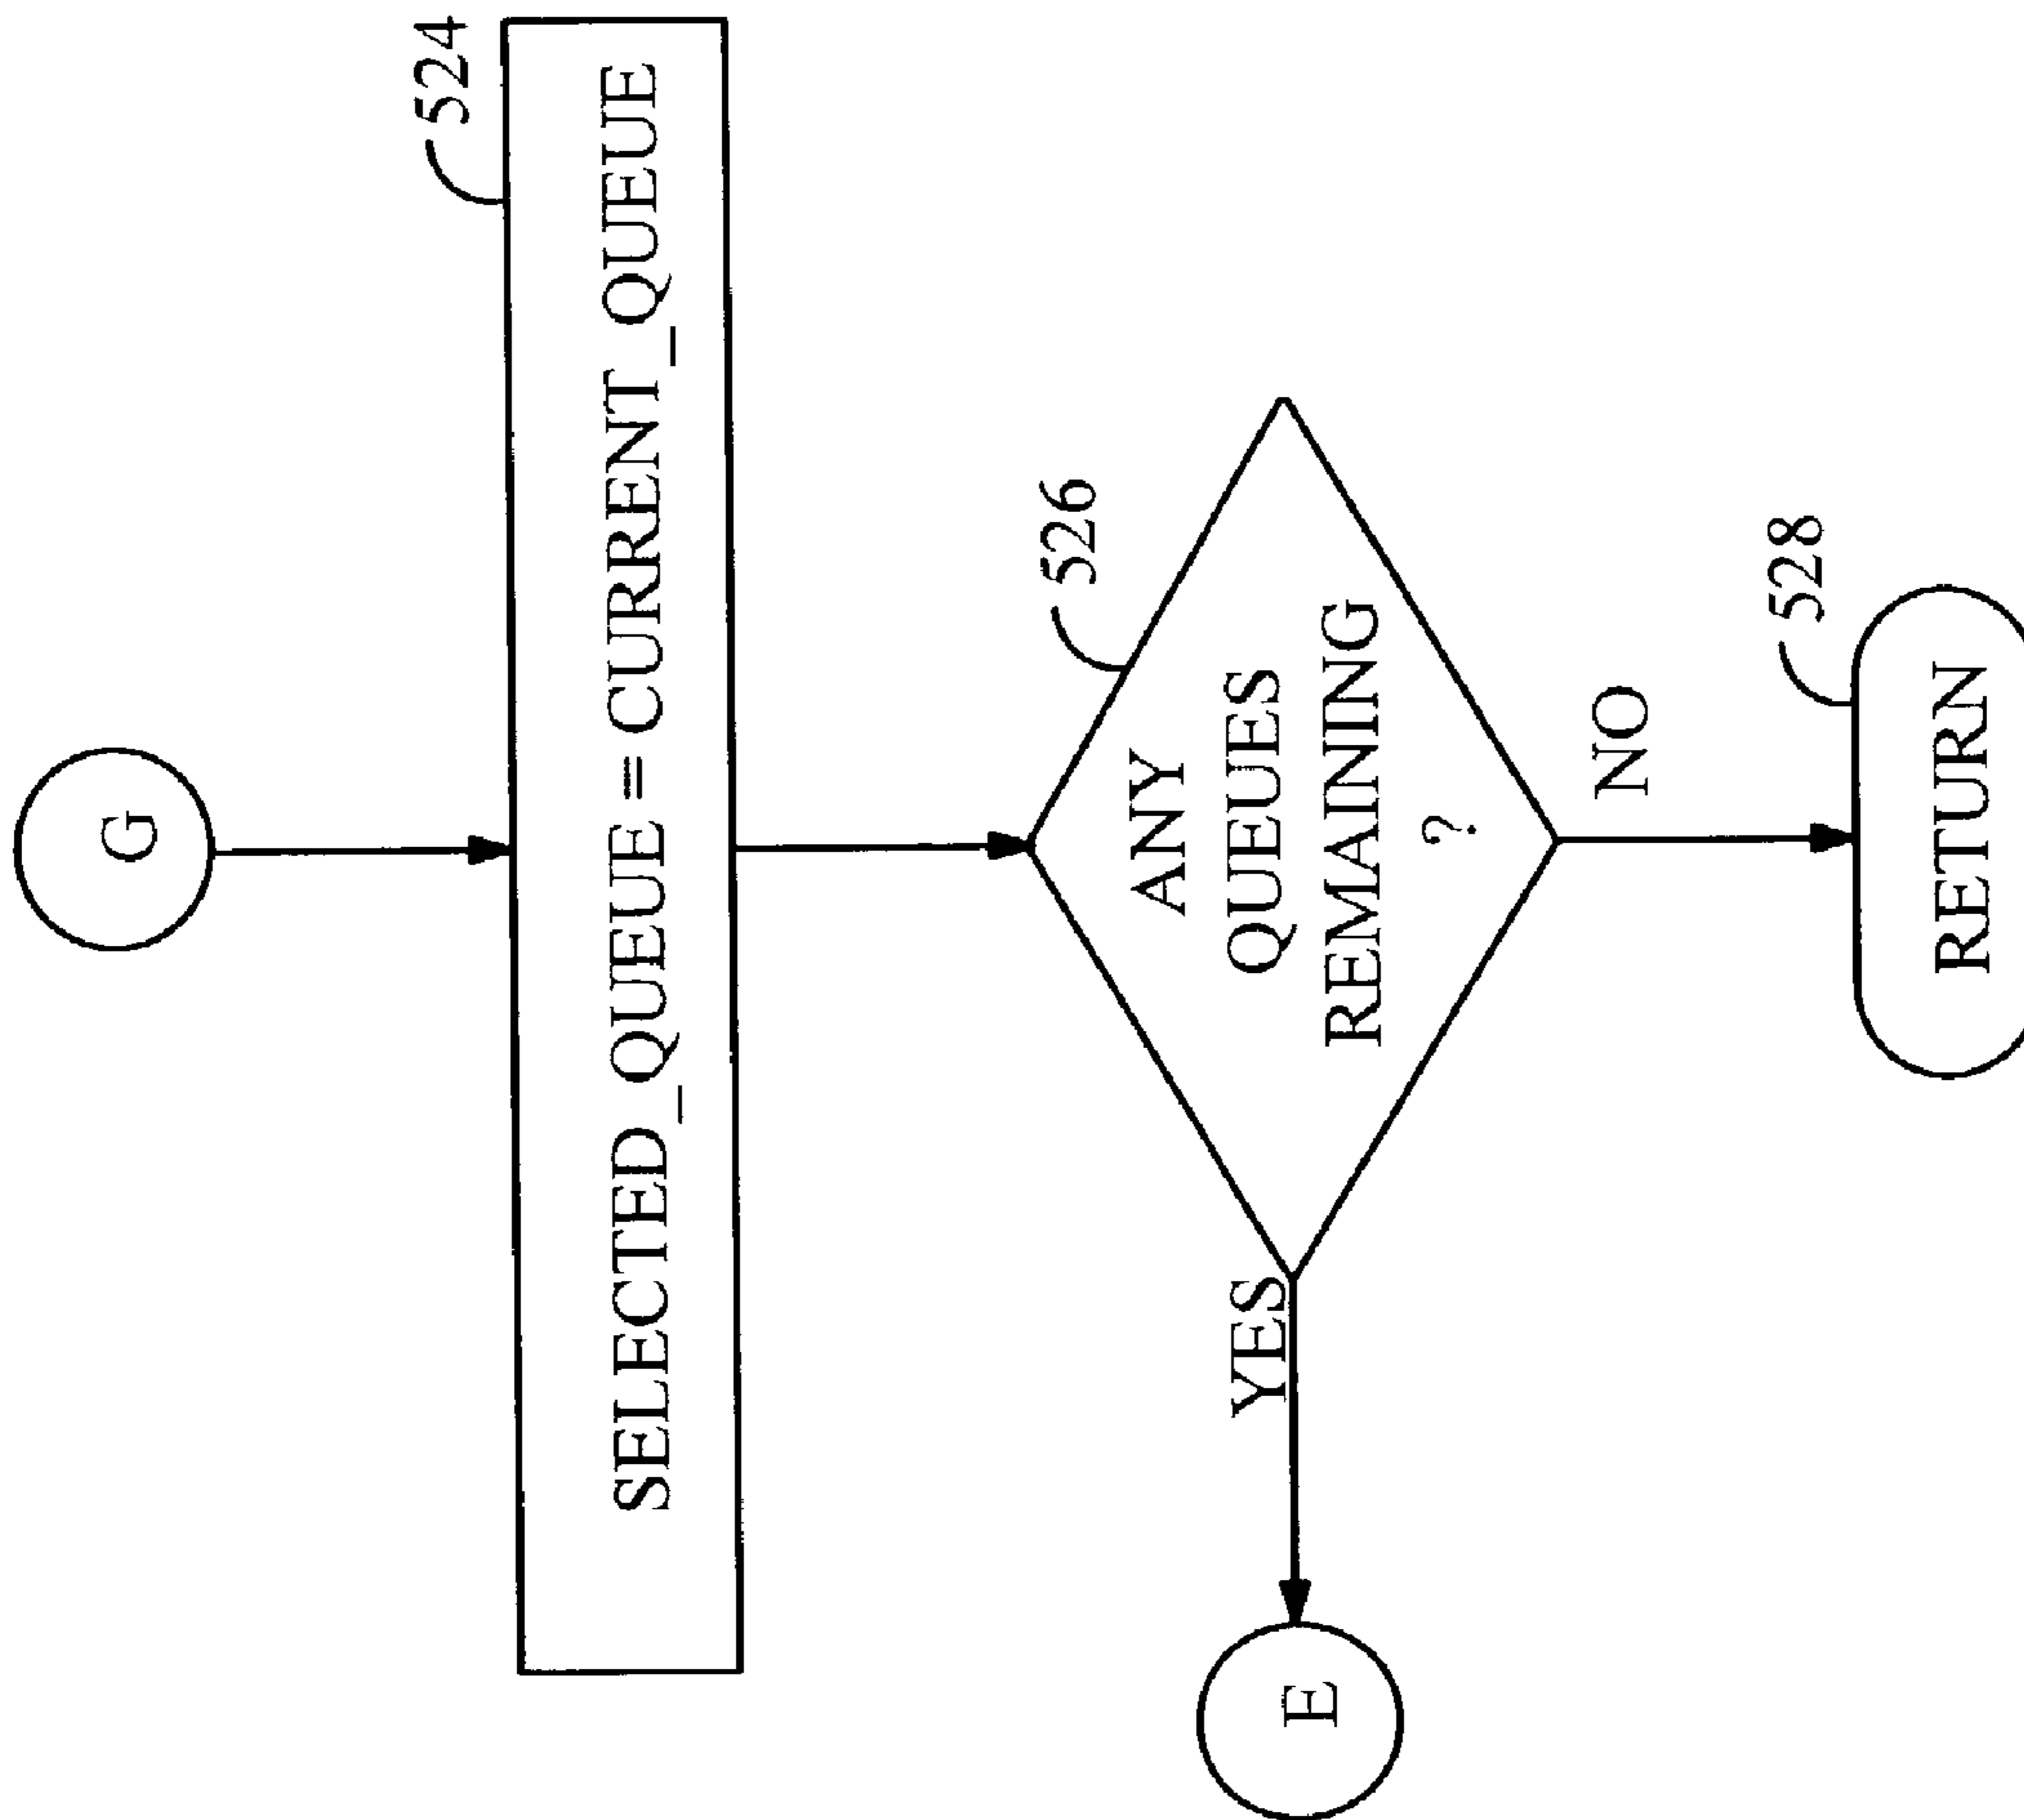 G
524
SELECTED_QUEUE = CURRENT_QUEUE
526
ANY
QUEUES
REMAINING
?
YES
E
NO
528
RETURN